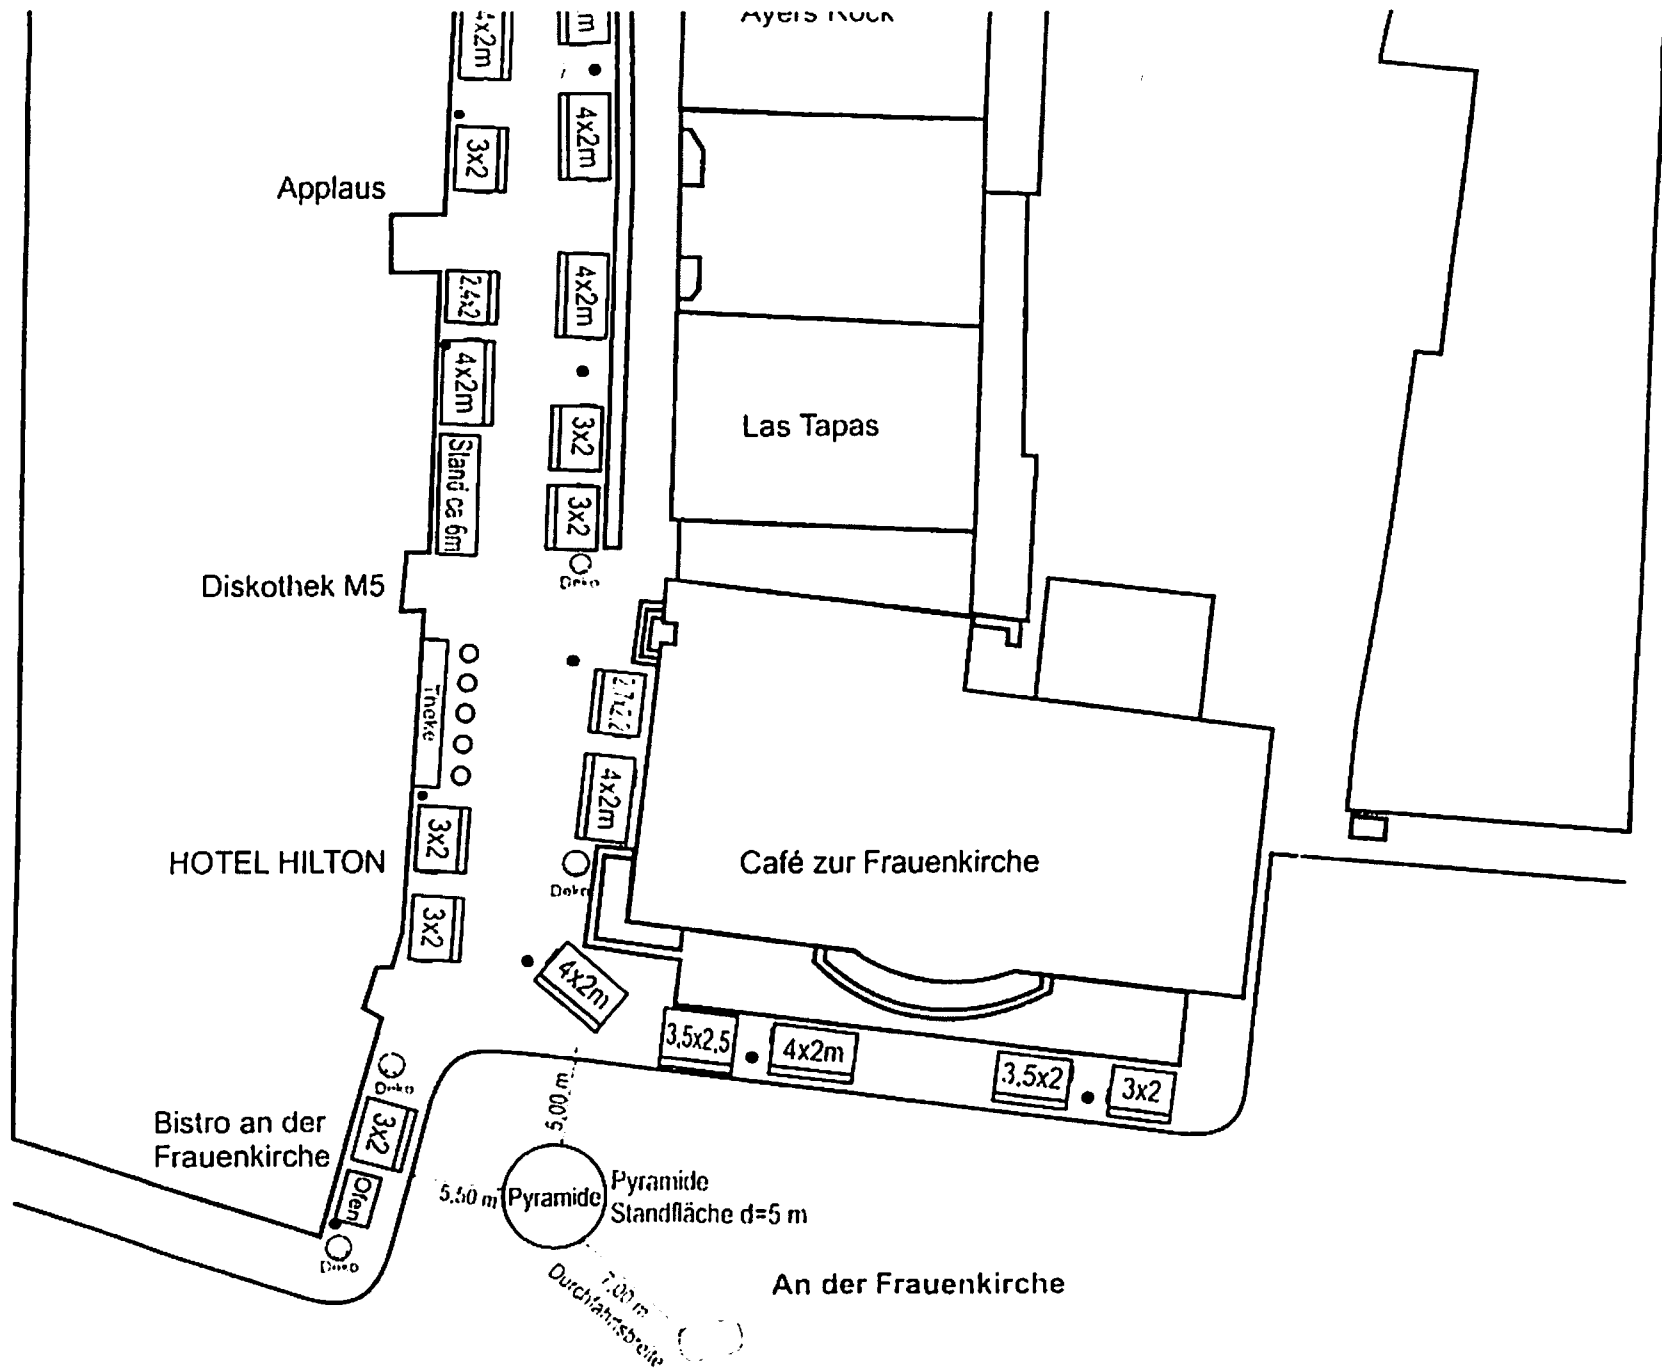 Ayers Rock
4x2m
m
4x2m
3x2
Applaus
2,4x2
4x2m
4x2m
3x2
Las Tapas
Stand ca 6m
3x2
Deko
Diskothek M5
Theke
4x2m
3x2
HOTEL HILTON
Café zur Frauenkirche
Deko
3x2
4x2m
3,5x2,5
4x2m
3,5x2
3x2
Deko
5,00 m
Bistro an der
Frauenkirche
3x2
Ofen
5,50 m
Pyramide
Pyramide
Standfläche d=5 m
Deko
An der Frauenkirche
7,00 m
Durchfahrtsbreite